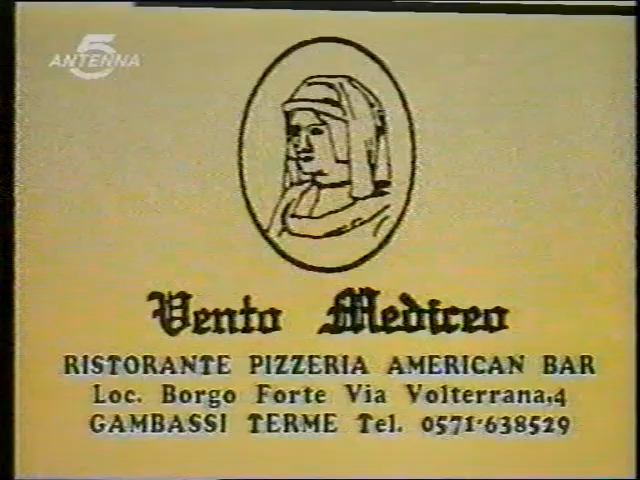 5
ANTENNA
Vento Mediceo
RISTORANTE PIZZERIA AMERICAN BAR
Loc. Borgo Forte Via Volterrana,4
GAMBASSI TERME Tel. 0571-638529